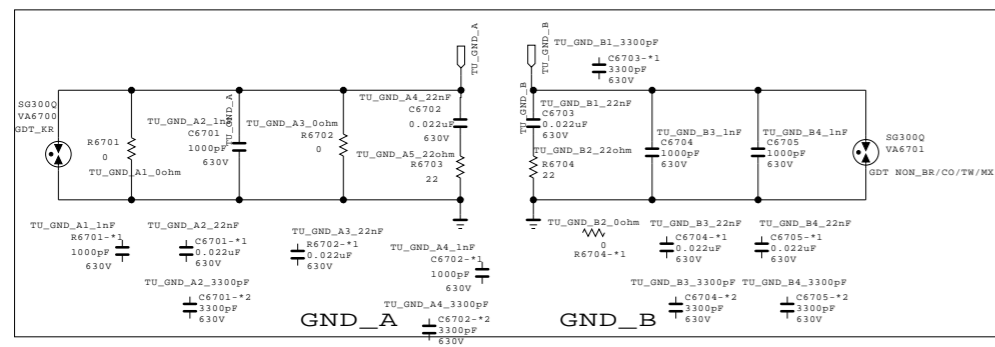 TU_GND_A
TU_GND_B
TU_GND_B1_3300pF
C6703-*1
3300pF
630V
SG300Q
VA6700
GDT_KR
R6701
0
TU_GND_A1_0ohm
TU_GND_A2_1nF
C6701
1000pF
630V
TU_GND_A
TU_GND_A3_0ohm
R6702
0
TU_GND_A4_22nF
C6702
0.022uF
630V
TU_GND_A5_22ohm
R6703
22
TU_GND_B
TU_GND_B1_22nF
C6703
0.022uF
630V
TU_GND_B2_22ohm
R6704
22
TU_GND_B3_1nF
C6704
1000pF
630V
TU_GND_B4_1nF
C6705
1000pF
630V
SG300Q
VA6701
GDT NON_BR/CO/TW/MX
TU_GND_A1_1nF
R6701-*1
1000pF
630V
TU_GND_A2_22nF
C6701-*1
0.022uF
630V
TU_GND_A3_22nF
R6702-*1
0.022uF
630V
TU_GND_A4_1nF
C6702-*1
1000pF
630V
TU_GND_B2_0ohm
0
R6704-*1
TU_GND_B3_22nF
C6704-*1
0.022uF
630V
TU_GND_B4_22nF
C6705-*1
0.022uF
630V
TU_GND_A2_3300pF
C6701-*2
3300pF
630V
TU_GND_A4_3300pF
C6702-*2
3300pF
630V
TU_GND_B3_3300pF
C6704-*2
3300pF
630V
TU_GND_B4_3300pF
C6705-*2
3300pF
630V
GND_A
GND_B